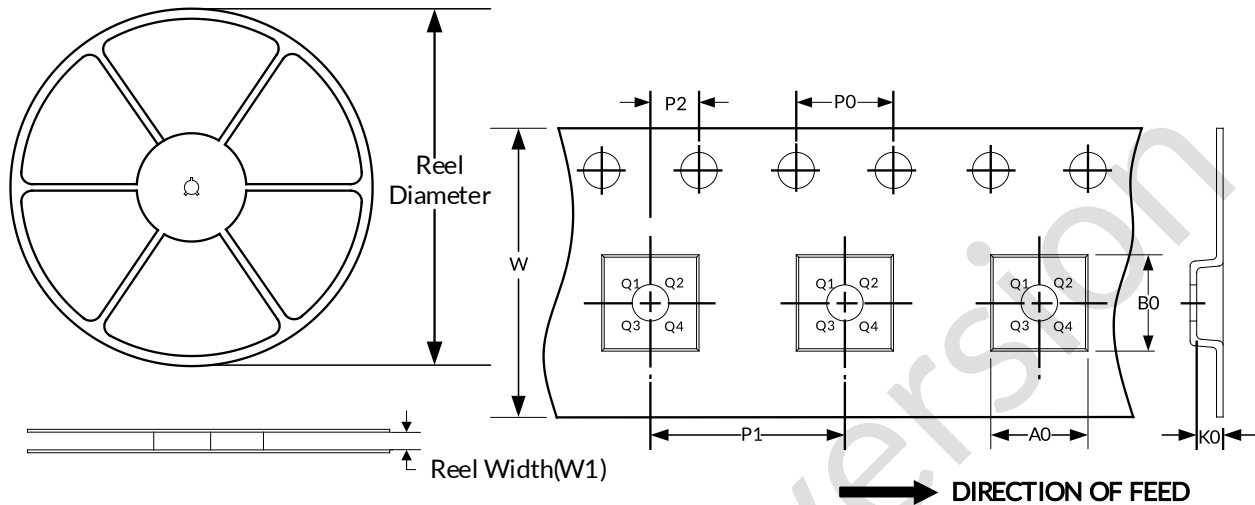 P2
P0
Reel
Diameter
W
Q1 Q2
Q3 Q4
Q1 Q2
Q3 Q4
Q1 Q2
Q3 Q4
B0
P1
A0
K0
Reel Width(W1)
DIRECTION OF FEED
version